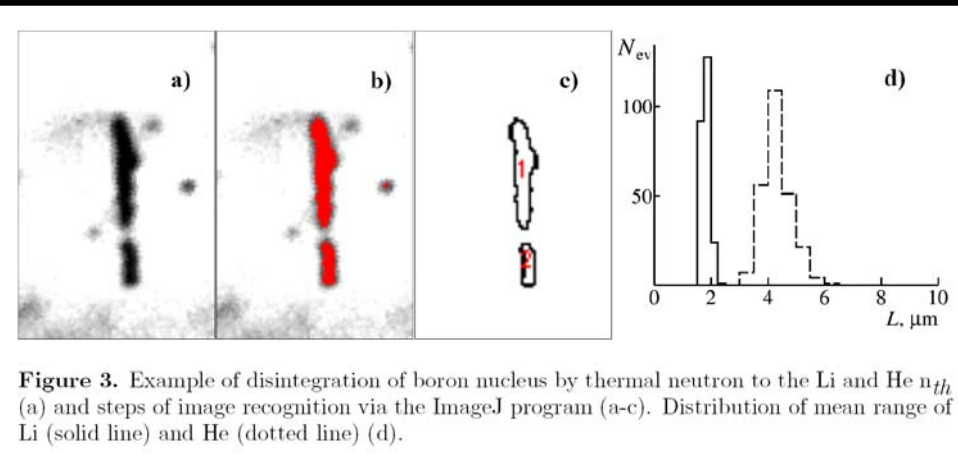 a)
b)
c)
1
2
N ev
100
50
d)
0 2 4 6 8 10
L, μm
Figure 3. Example of disintegration of boron nucleus by thermal neutron to the Li and He nth
(a) and steps of image recognition via the ImageJ program (a-c). Distribution of mean range of
Li (solid line) and He (dotted line) (d).